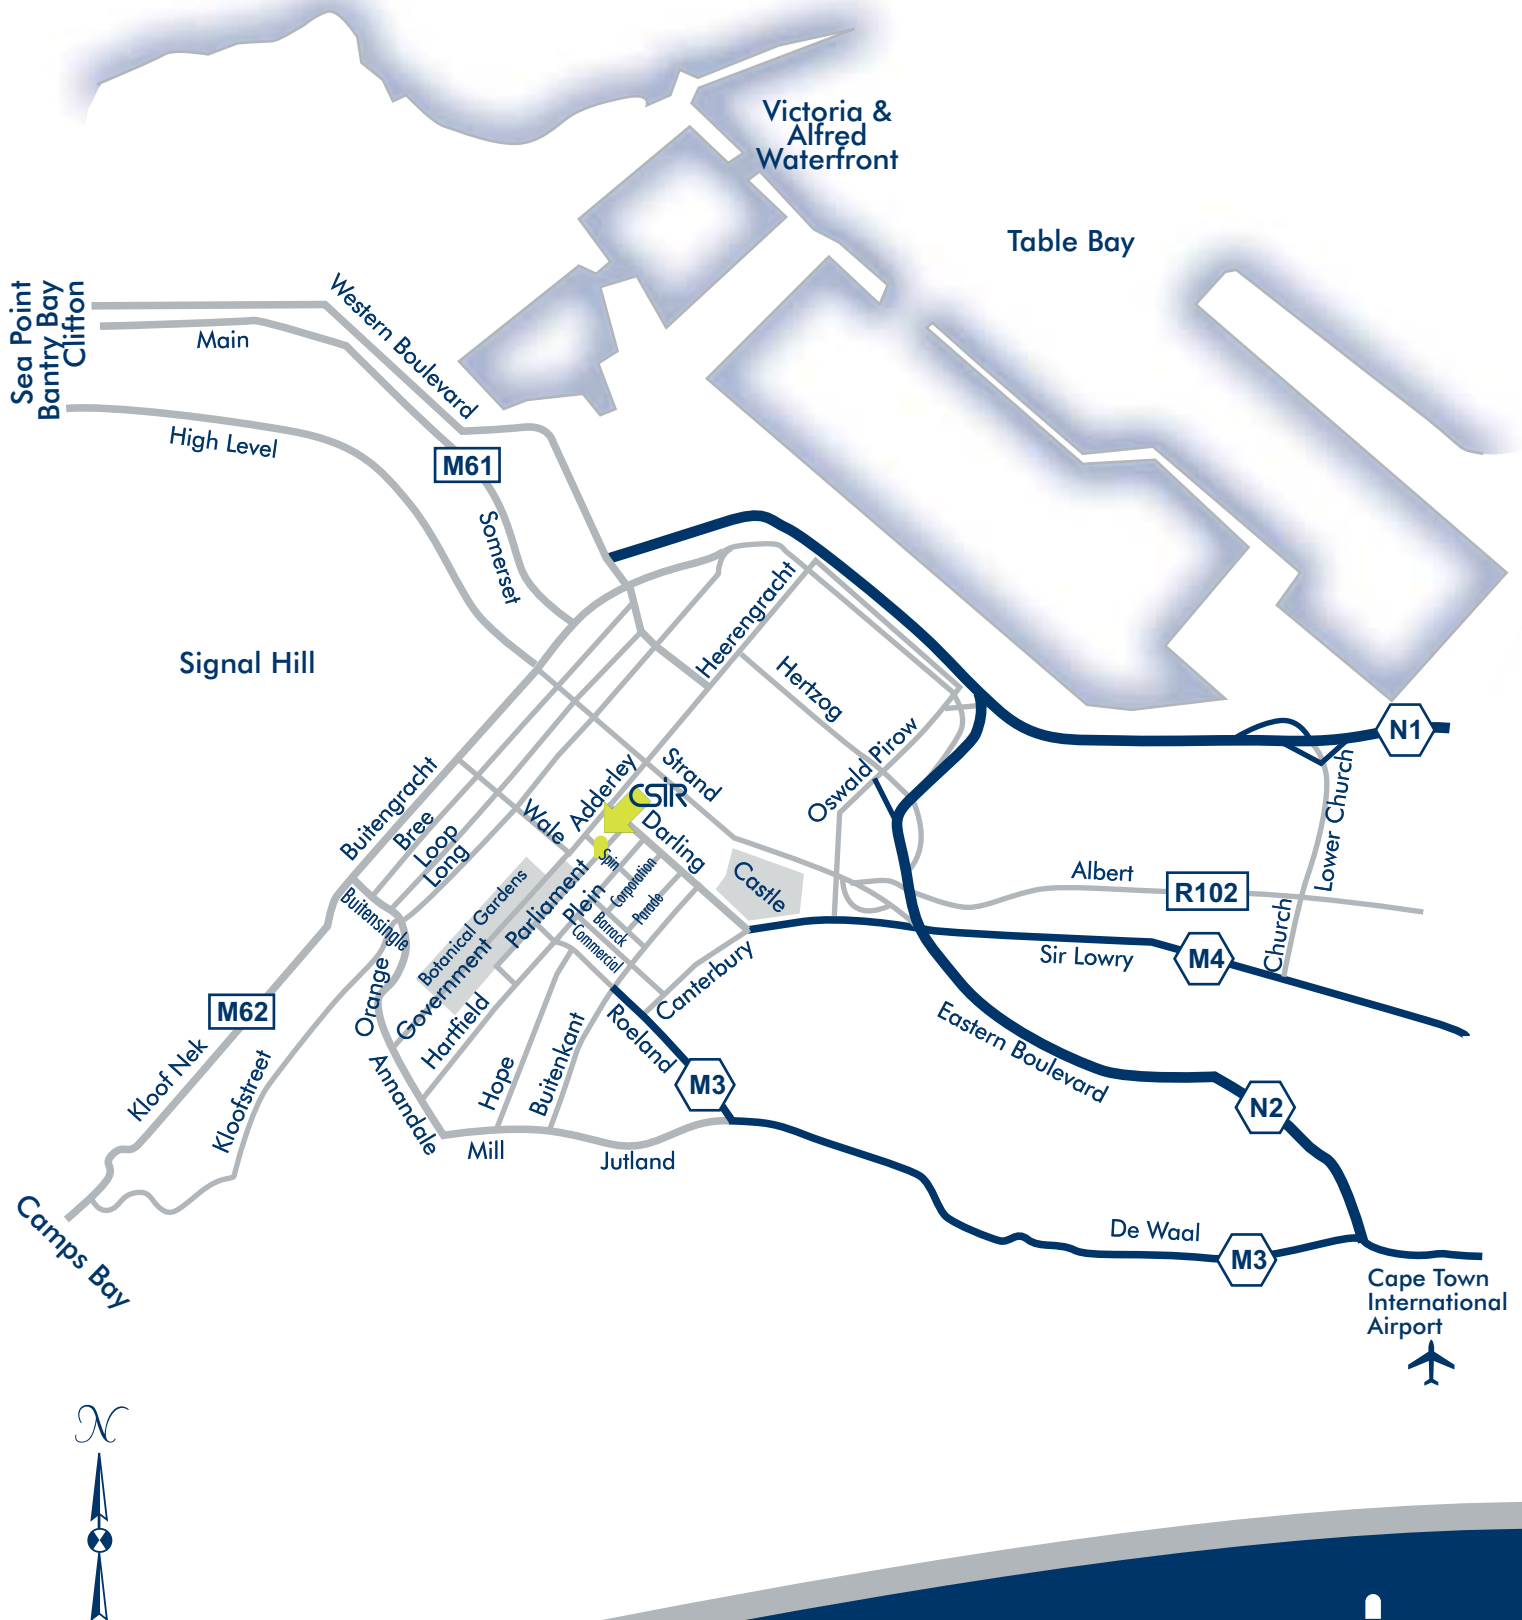 Victoria &
Alfred
Waterfront
Table Bay
Sea Point
Bantry Bay
Clifton
Western Boulevard
Main
High Level
M61
Somerset
Signal Hill
Heerengracht
Hertzog
Oswald Pirow
N1
Lower Church
Strand
Adderley
CSIR
Buitengracht
Bree
Loop
Long
Wale
Darling
Spin
Corporation
Parade
Castle
Albert
R102
Plein
Parliament
Barrack
Commercial
Botanical Gardens
Government
Buitensingle
Orange
Canterbury
Sir Lowry
M4
Church
M62
Hartfield
Roeland
Eastern Boulevard
Kloof Nek
Kloofstreet
Annandale
Hope
Buitenkant
M3
N2
Mill
Jutland
De Waal
M3
Camps Bay
Cape Town
International
Airport
N